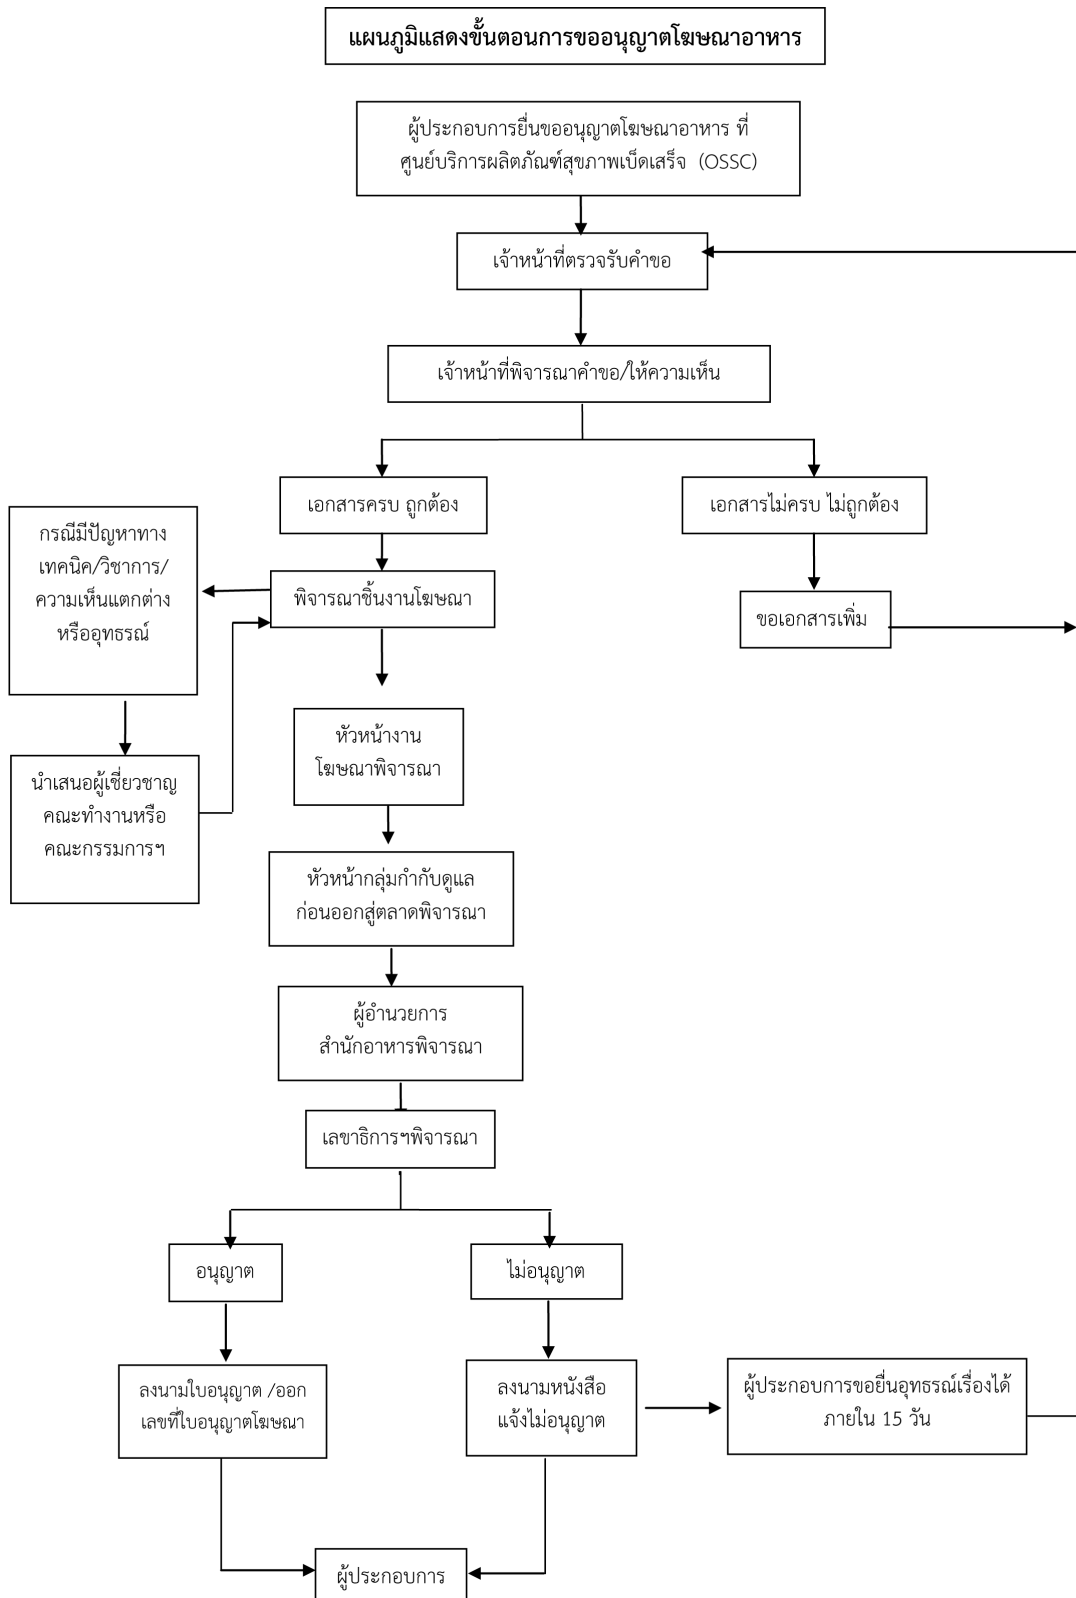 แผนภูมิแสดงขั้นตอนการขออนุญาตโฆษณาอาหาร
ผู้ประกอบการยื่นขออนุญาตโฆษณาอาหาร ที่
ศูนย์บริการผลิตภัณฑ์สุขภาพเบ็ดเสร็จ (OSSC)
เจ้าหน้าที่ตรวจรับคำขอ
เจ้าหน้าที่พิจารณาคำขอ/ให้ความเห็น
เอกสารครบ ถูกต้อง
เอกสารไม่ครบ ไม่ถูกต้อง
กรณีมีปัญหาทาง
เทคนิค/วิชาการ/
ความเห็นแตกต่าง
หรืออุทธรณ์
พิจารณาชิ้นงานโฆษณา
ขอเอกสารเพิ่ม
หัวหน้างาน
โฆษณาพิจารณา
นำเสนอผู้เชี่ยวชาญ
คณะทำงานหรือ
คณะกรรมการฯ
หัวหน้ากลุ่มกำกับดูแล
ก่อนออกสู่ตลาดพิจารณา
ผู้อำนวยการ
สำนักอาหารพิจารณา
เลขาธิการฯพิจารณา
อนุญาต
ไม่อนุญาต
ลงนามใบอนุญาต /ออก
เลขที่ใบอนุญาตโฆษณา
ลงนามหนังสือ
แจ้งไม่อนุญาต
ผู้ประกอบการขอยื่นอุทธรณ์เรื่องได้
ภายใน 15 วัน
ผู้ประกอบการ